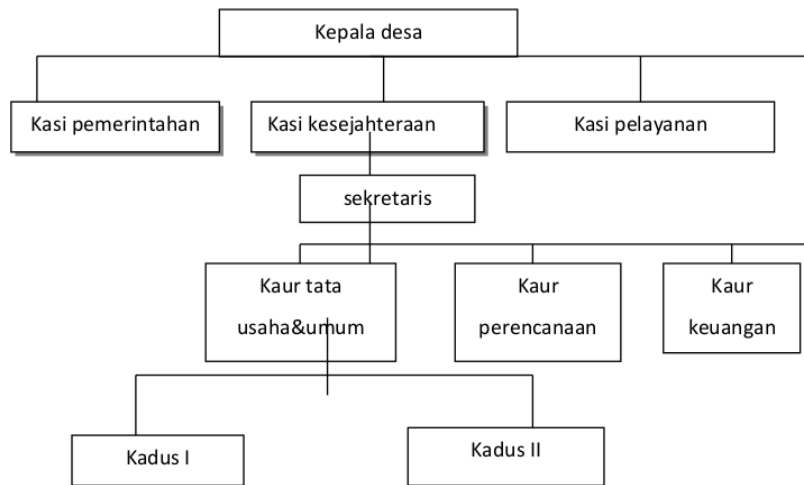 Kepala desa
Kasi pemerintahan
Kasi kesejahteraan
Kasi pelayanan
sekretaris
Kaur tata
usaha&umum
Kaur
perencanaan
Kaur
keuangan
Kadus I
Kadus II